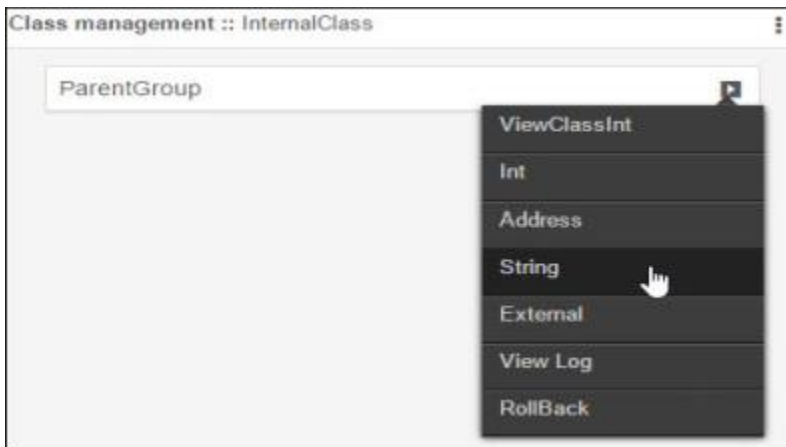 Class management :: InternalClass
ParentGroup
ViewClassInt
Int
Address
String
External
View Log
RollBack